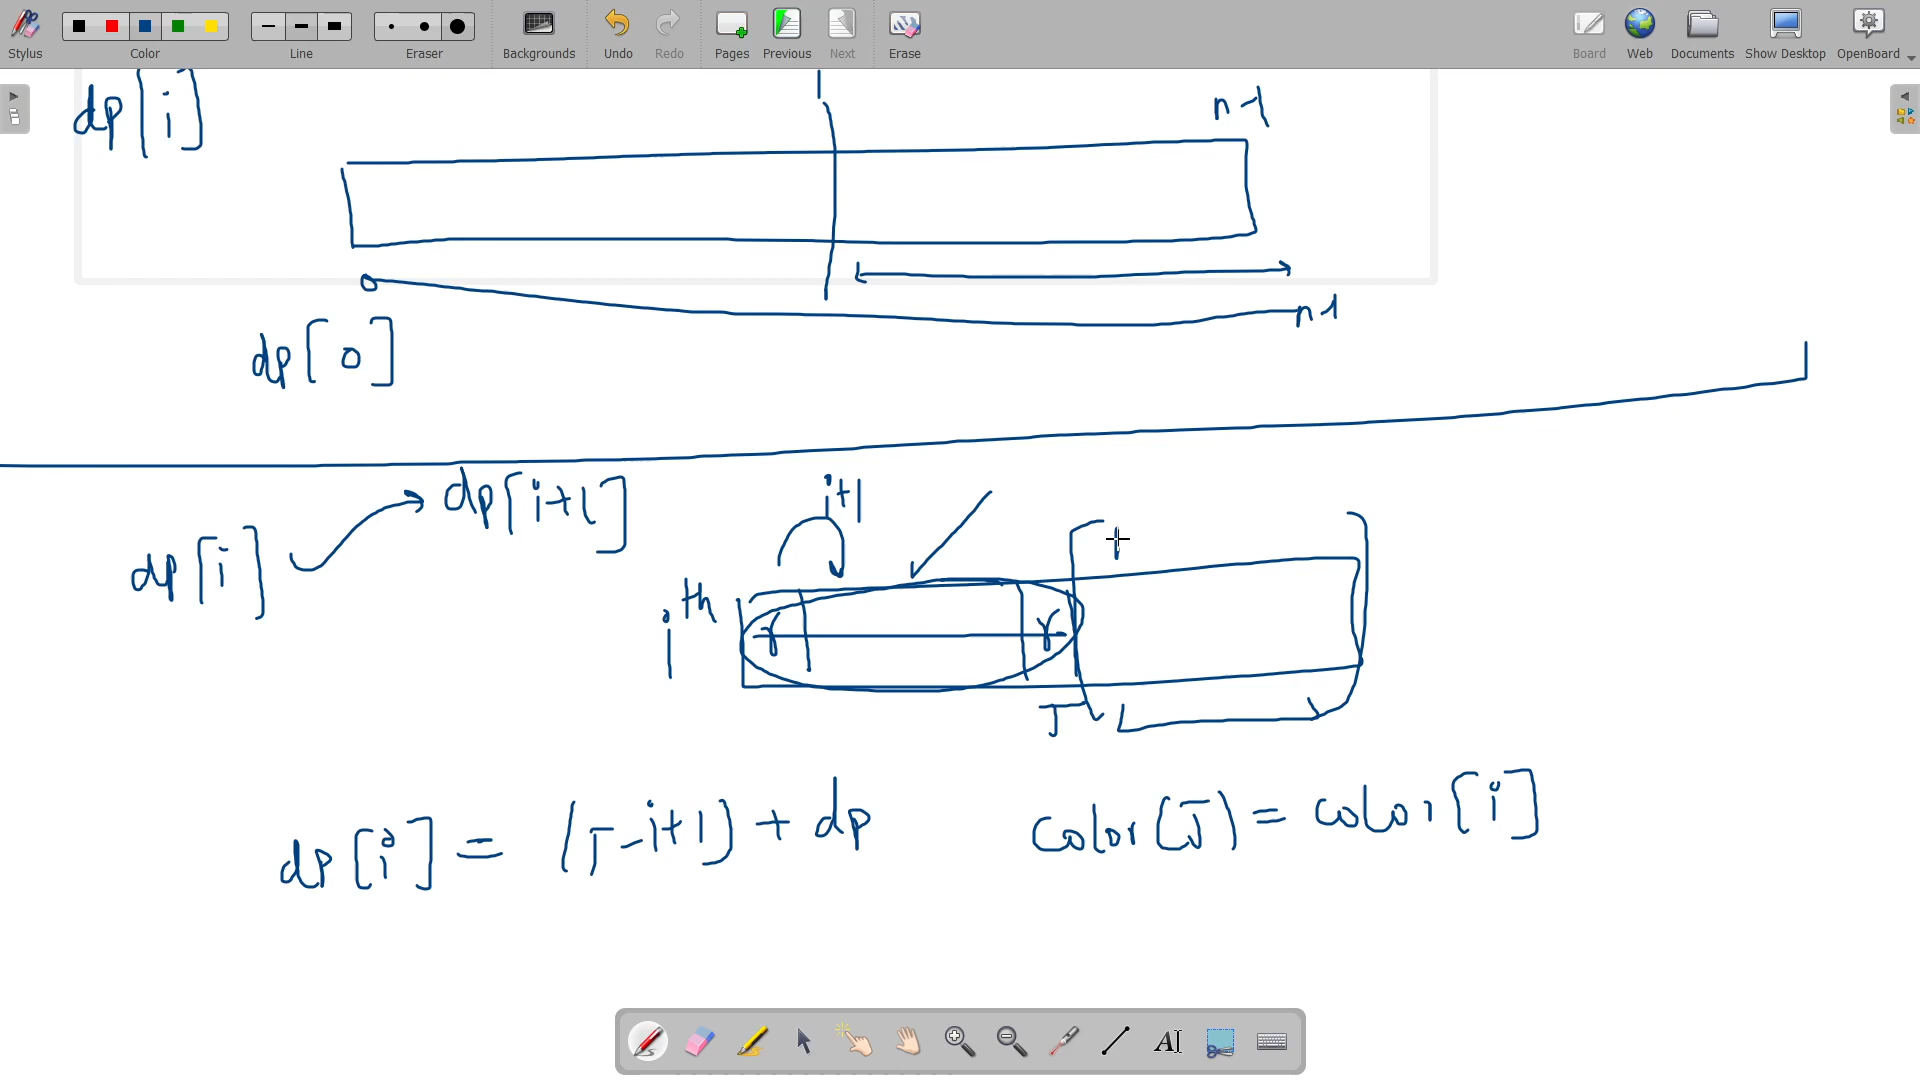 Stylus Color Line Eraser Backgrounds Undo Redo Pages Previous Next Erase Board Web Documents Show Desktop OpenBoard
dp[i]
n-1
0
n-1
dp[0]
dp[i] dp[i+1]
i+1
i th
r r
J
dp[i] = (J-i+1) + dp
color[J] = color[i]